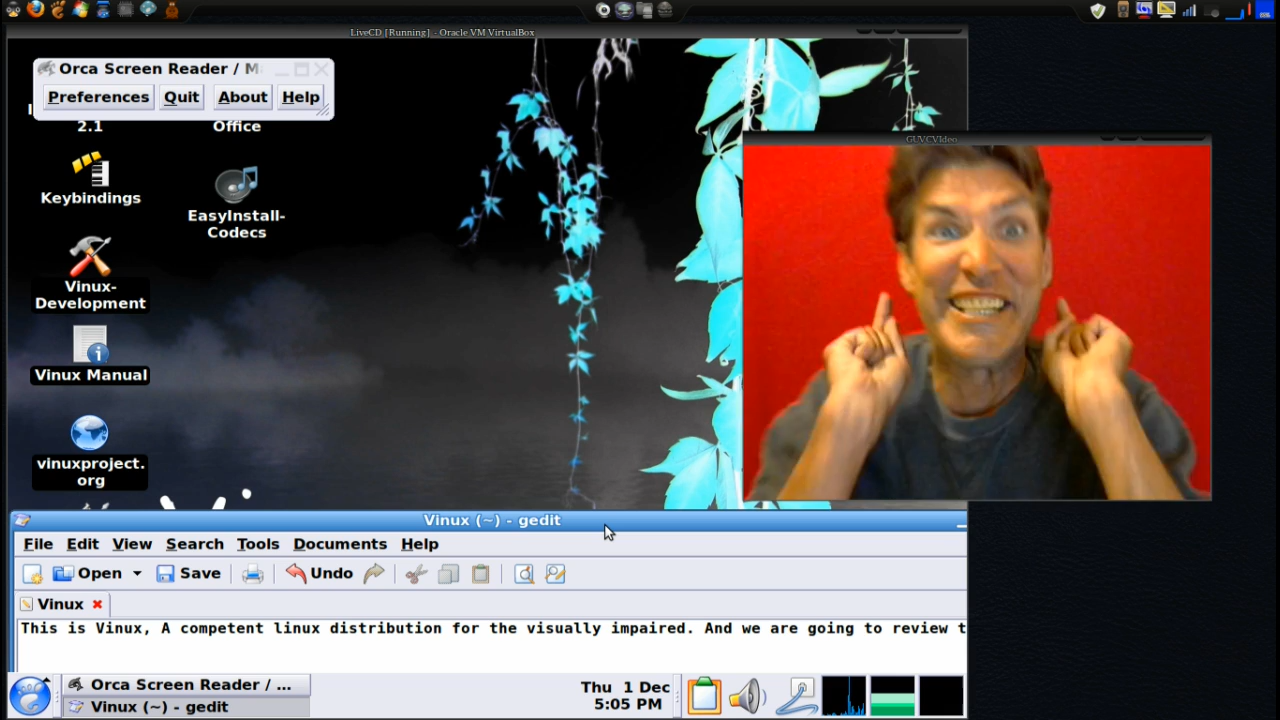 LiveCD [Running] - Oracle VM VirtualBox
Orca Screen Reader / M
Preferences Quit About Help
2.1
Office
GUVCVideo
Keybindings
EasyInstall-
Codecs
Vinux-
Development
Vinux Manual
vinuxproject.
org
Vinux (~) - gedit
File Edit View Search Tools Documents Help
Open Save Undo
Vinux
This is Vinux, A competent linux distribution for the visually impaired. And we are going to review t
Orca Screen Reader / ...
Thu 1 Dec
5:05 PM
Vinux (~) - gedit